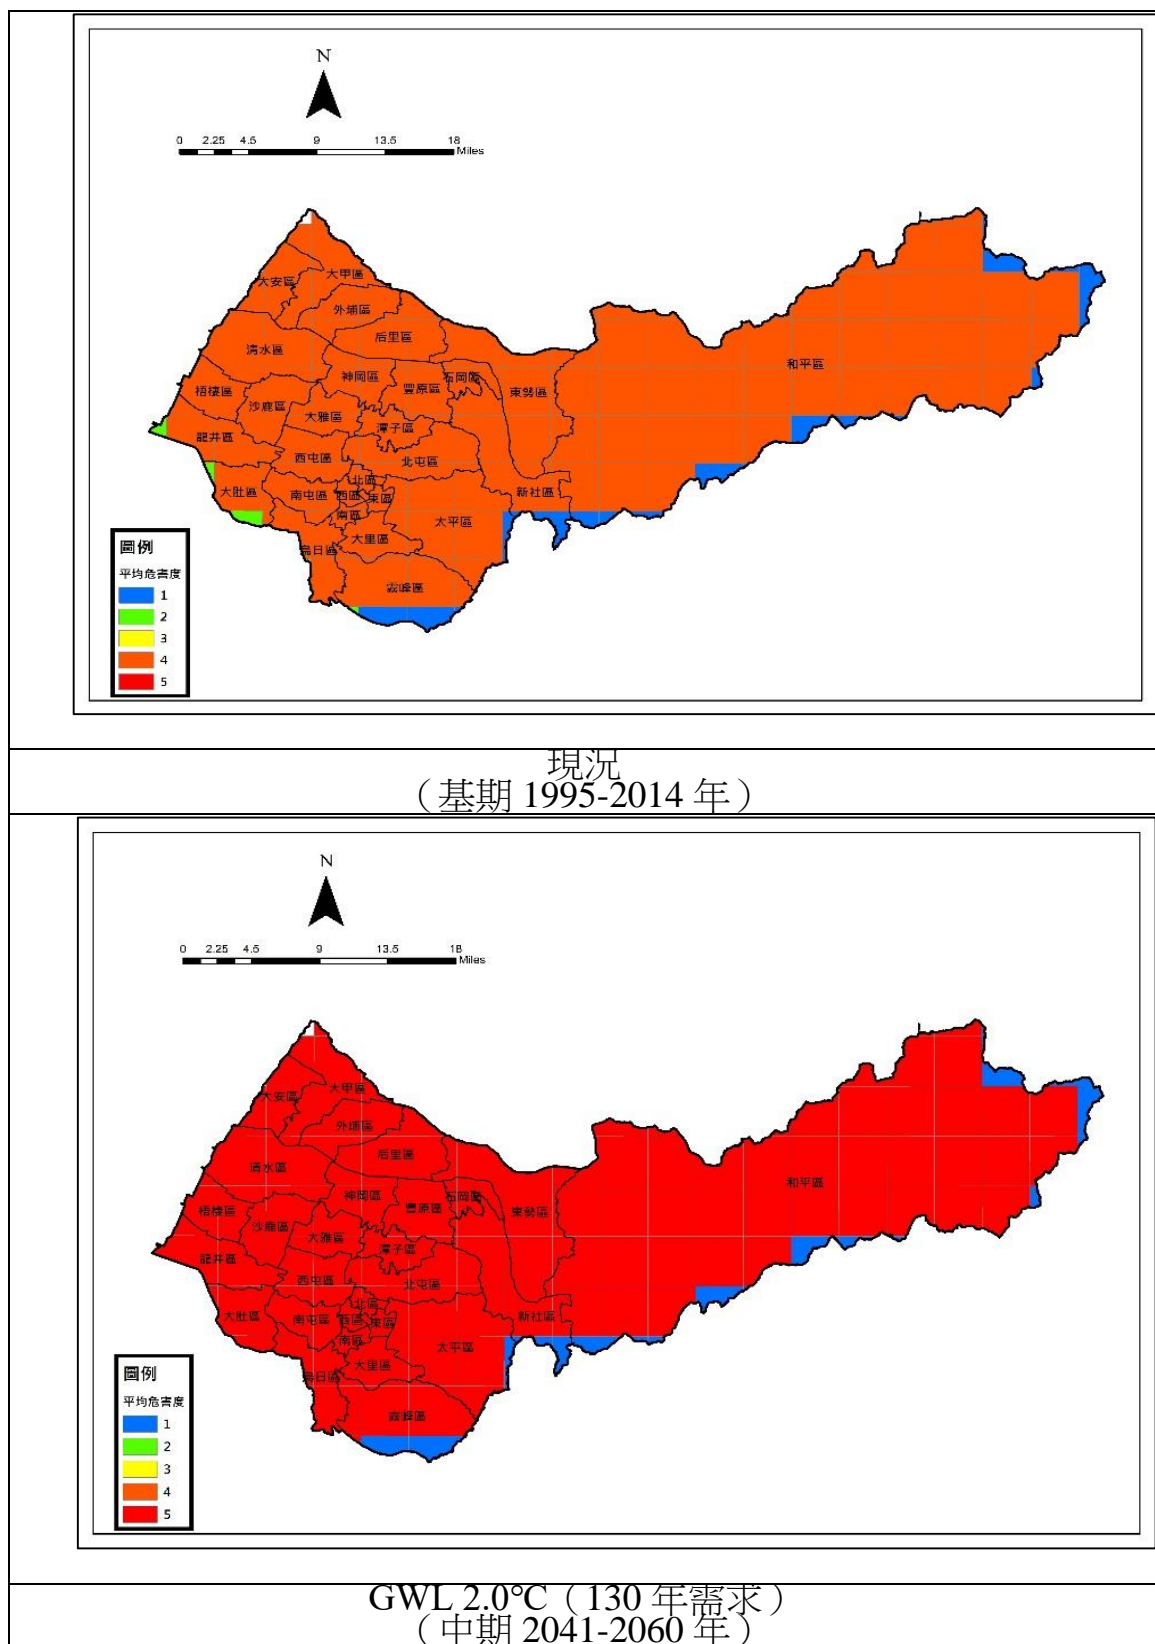 N
0 2.25 4.5 9 13.5 18
Miles
大甲區
大安區
外埔區
后里區
清水區
和平區
神岡區
豐原區
石岡區
東勢區
梧棲區
沙鹿區
大雅區
潭子區
龍井區
西屯區
北屯區
北區
大肚區
南屯區
西區
東區
新社區
南區
太平區
大里區
烏日區
霧峰區
圖例
平均危害度
1
2
3
4
5
現況
（基期 1995-2014 年）
N
0 2.25 4.5 9 13.5 18
Miles
大甲區
大安區
外埔區
后里區
清水區
和平區
神岡區
豐原區
石岡區
東勢區
梧棲區
沙鹿區
大雅區
潭子區
龍井區
西屯區
北屯區
北區
大肚區
南屯區
西區
東區
新社區
南區
太平區
大里區
烏日區
霧峰區
圖例
平均危害度
1
2
3
4
5
GWL 2.0℃（130 年需求）
（中期 2041-2060 年）